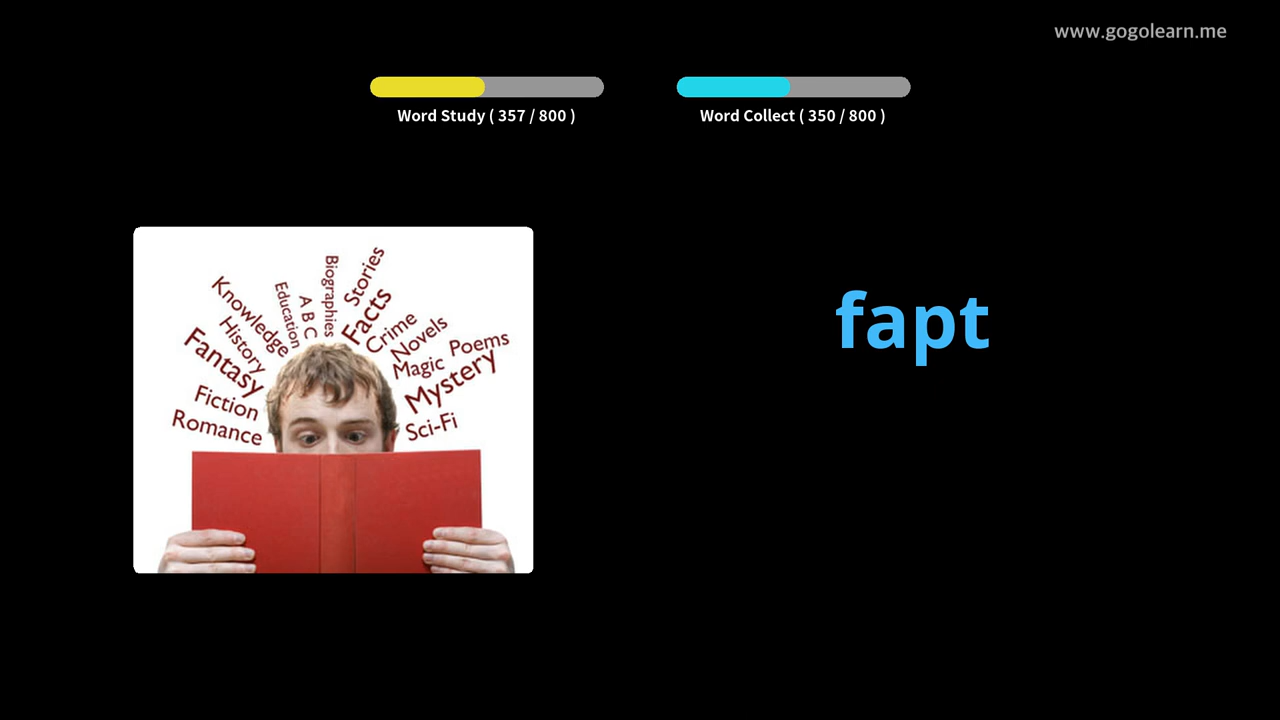 www.gogolearn.me
Word Study ( 357 / 800 )
Word Collect ( 350 / 800 )
fapt
Romance
Fiction
Fantasy
History
Knowledge
Education
A B C
Biographies
Stories
Facts
Crime
Novels
Magic
Poems
Mystery
Sci-Fi